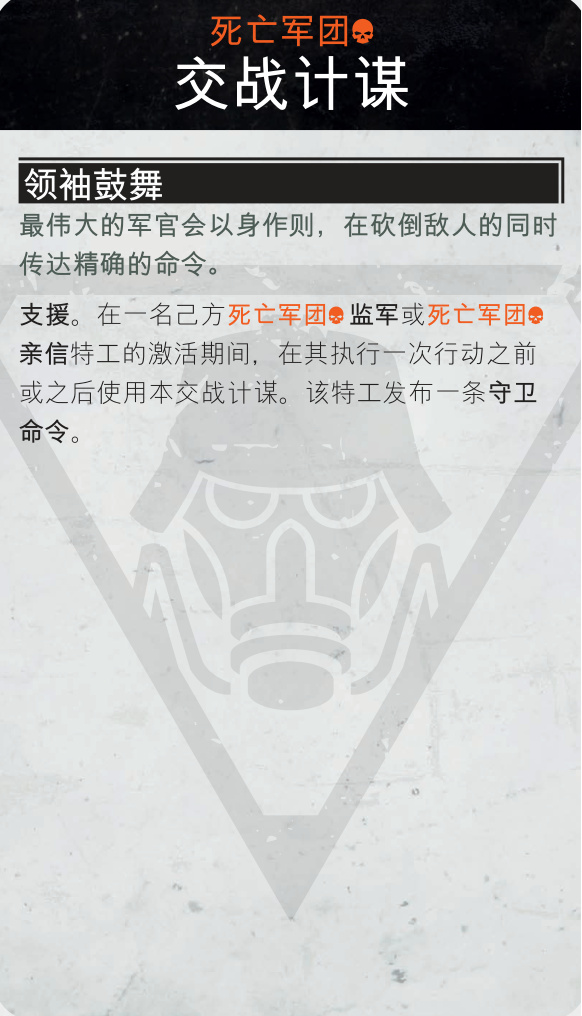 死亡军团
交战计谋
领袖鼓舞
最伟大的军官会以身作则，在砍倒敌人的同时
传达精确的命令。
支援。在一名己方死亡军团监军或死亡军团
亲信特工的激活期间，在其执行一次行动之前
或之后使用本交战计谋。该特工发布一条守卫
命令。